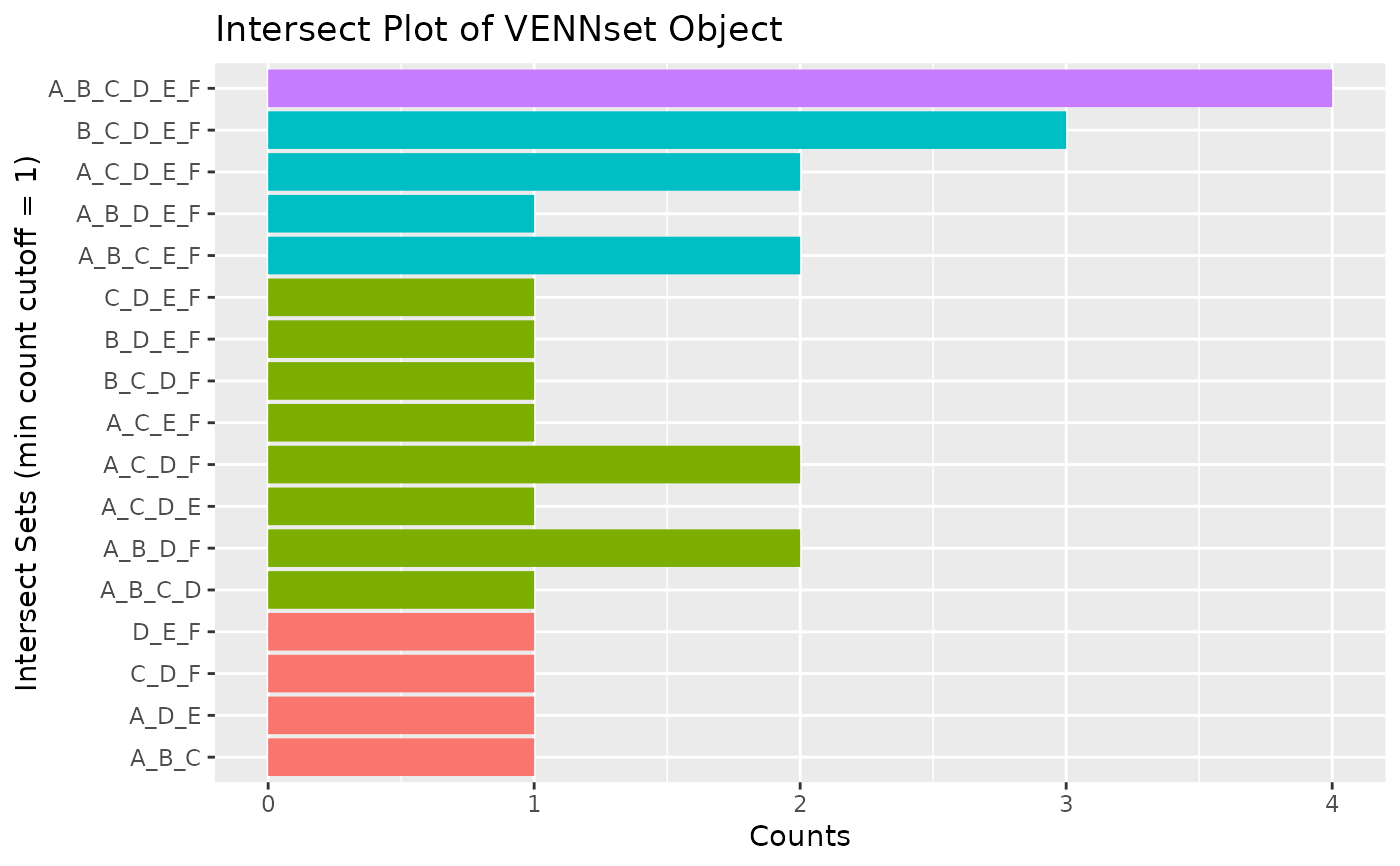 Intersect Plot of VENNset Object
Intersect Sets (min count cutoff = 1)
A_B_C_D_E_F
B_C_D_E_F
A_C_D_E_F
A_B_D_E_F
A_B_C_E_F
C_D_E_F
B_D_E_F
B_C_D_F
A_C_E_F
A_C_D_F
A_C_D_E
A_B_D_F
A_B_C_D
D_E_F
C_D_F
A_D_E
A_B_C
0 1 2 3 4
Counts